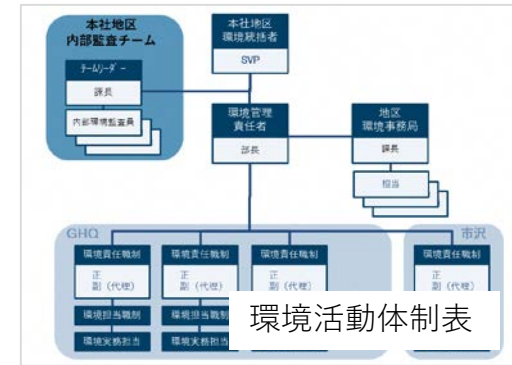 本社地区
内部監査チーム
チームリーダー
課長
内部環境監査員
本社地区
環境統括者
SVP
環境管理
責任者
部長
地区
環境事務局
課長
担当
GHQ
市沢
環境責任職制
正
副（代理）
環境担当職制
環境実務担当
環境責任職制
正
副（代理）
環境担当職制
環境実務担当
環境責任職制
正
副（代理）
環境責任職制
正
副（代理）
環境活動体制表